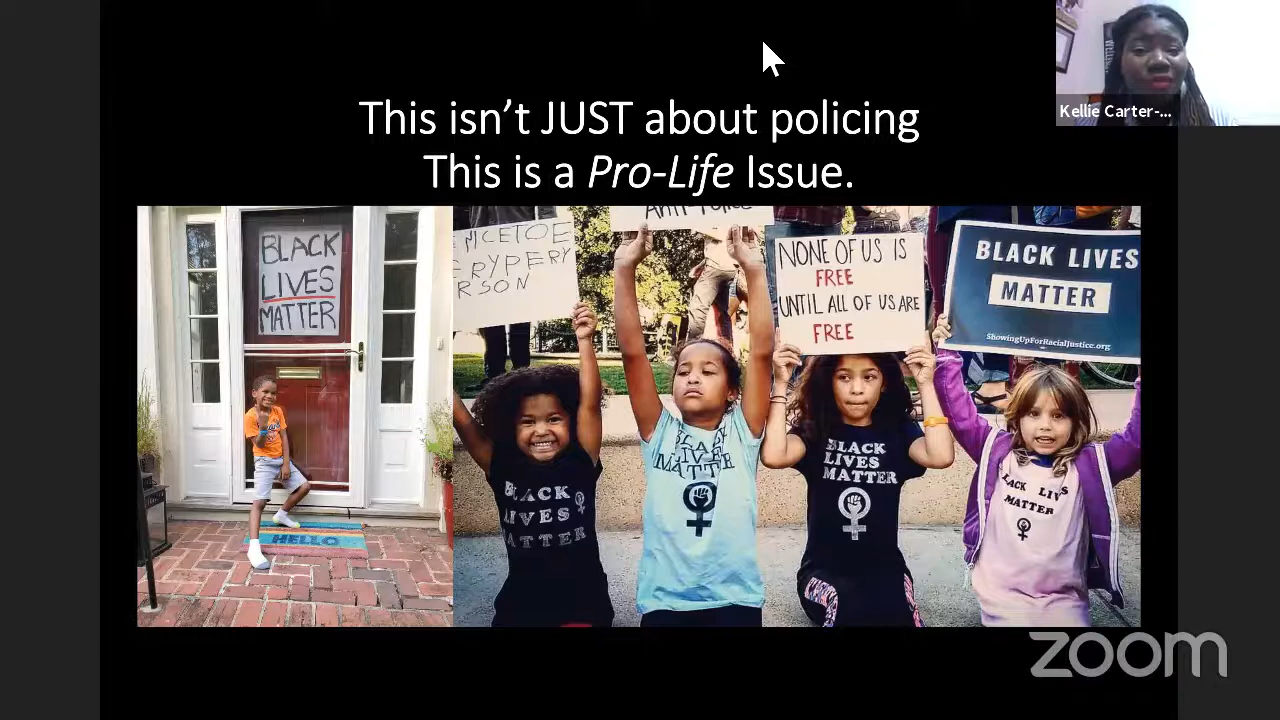 This isn't JUST about policing
This is a Pro-Life Issue.
Kellie Carter-...
BLACK
LIVES
MATTER
HELLO
NONE OF US IS
FREE
UNTIL ALL OF US ARE
FREE
BLACK LIVES
MATTER
ShowingUpForRacialJustice.org
BLACK
LIVES
MATTER
BLACK
LIVES
MATTER
BLACK
LIVES
MATTER
LIVES
MATTER
zoom